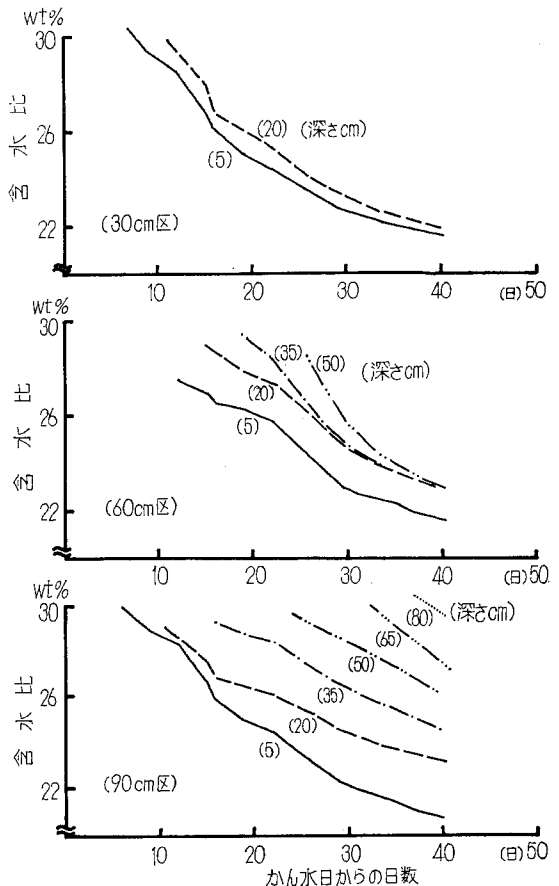 wt%
30
26
22
含水比
(20) (深さcm)
(5)
(30cm区)
10 20 30 40 (日) 50
wt%
30
26
22
含水比
(35) (50) (深さcm)
(20)
(5)
(60cm区)
10 20 30 40 (日) 50
wt%
30
26
22
含水比
(80) (深さcm)
(65)
(50)
(35)
(20)
(5)
(90cm区)
10 20 30 40 (日) 50
かん水日からの日数